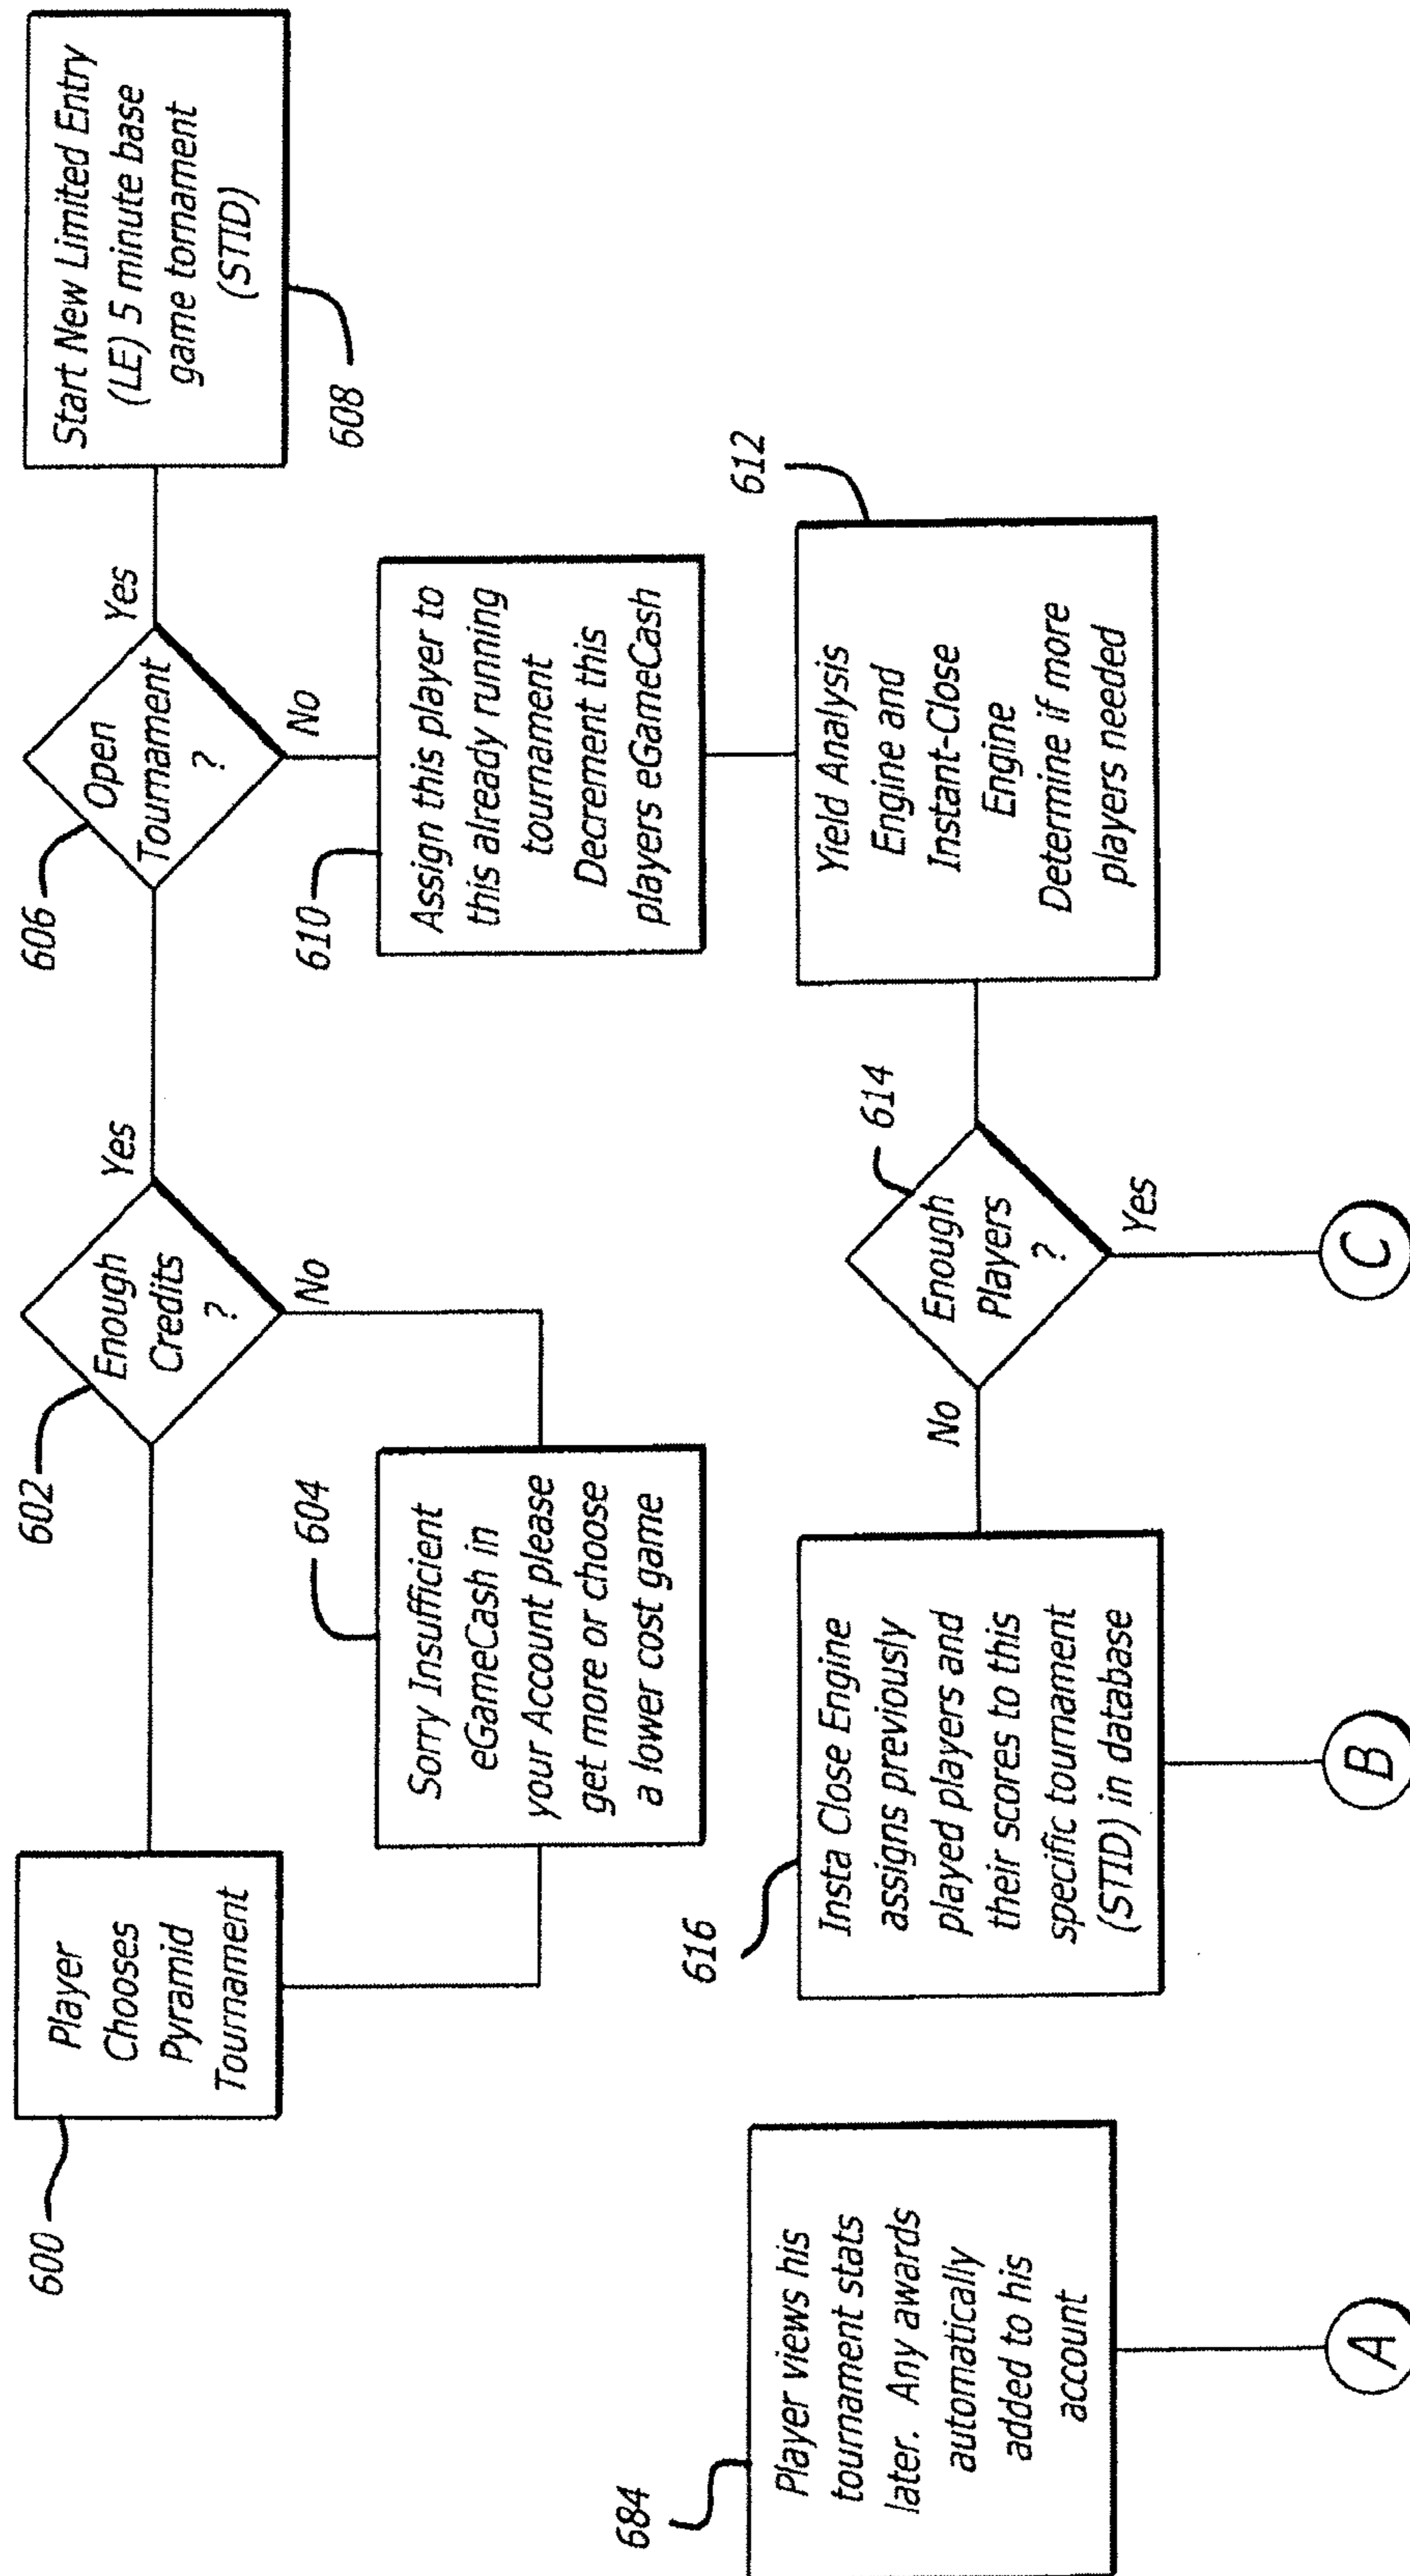 600
Player
Chooses
Pyramid
Tournament
602
Enough
Credits
?
Yes
No
604
Sorry Insufficient
eGameCash in
your Account please
get more or choose
a lower cost game
606
Open
Tournament
?
Yes
No
Start New Limited Entry
(LE) 5 minute base
game tornament
(STID)
608
610
Assign this player to
this already running
tournament
Decrement this
players eGameCash
612
Yield Analysis
Engine and
Instant-Close
Engine
Determine if more
players needed
614
Enough
Players
?
No
Yes
616
Insta Close Engine
assigns previously
played players and
their scores to this
specific tournament
(STID) in database
684
Player views his
tournament stats
later. Any awards
automatically
added to his
account
A
B
C